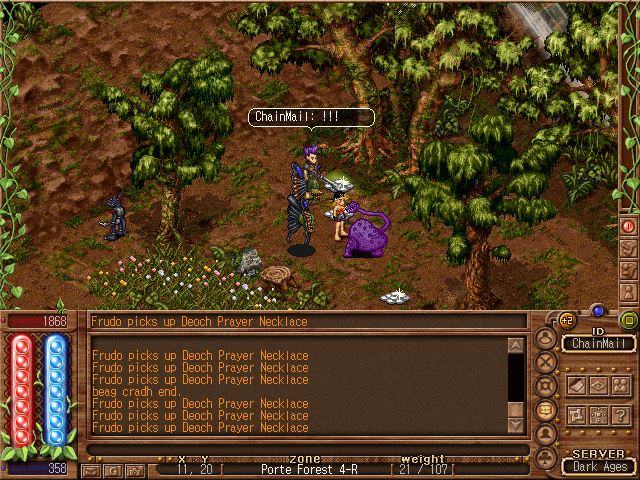 ChainMail: !!!
1868
Frudo picks up Deoch Prayer Necklace
Frudo picks up Deoch Prayer Necklace
Frudo picks up Deoch Prayer Necklace
Frudo picks up Deoch Prayer Necklace
beag cradh end.
Frudo picks up Deoch Prayer Necklace
Frudo picks up Deoch Prayer Necklace
Frudo picks up Deoch Prayer Necklace
+2
ID
ChainMail
?
x y zone weight
358
G
11, 20 [ Porte Forest 4-R [ 21 / 107 [
SERVER
Dark Ages